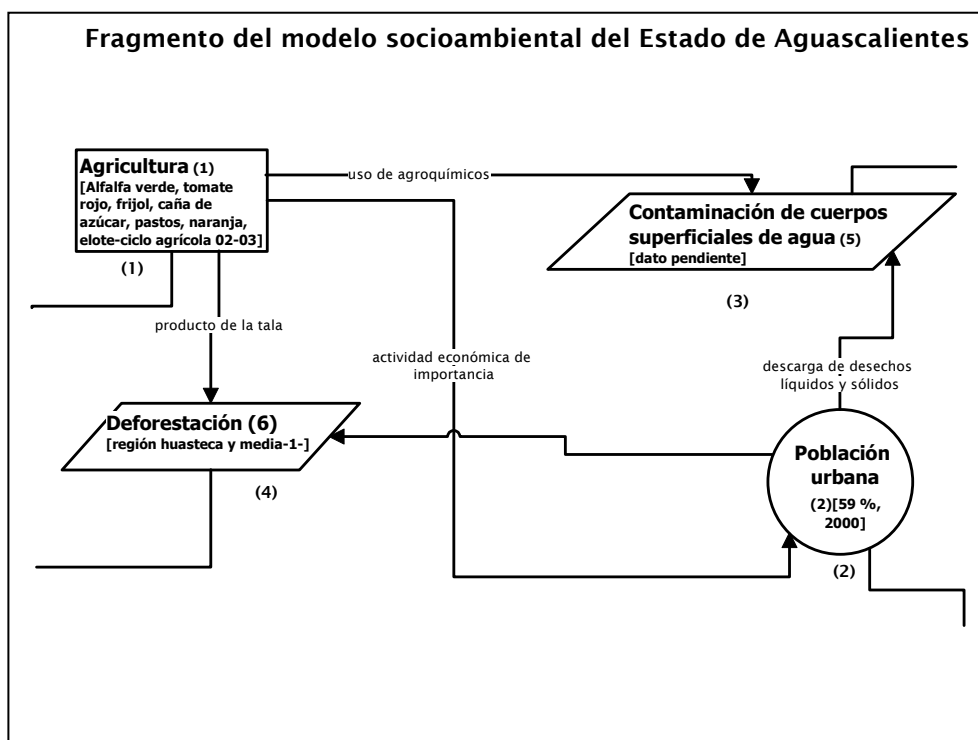 Fragmento del modelo socioambiental del Estado de Aguascalientes
Agricultura (1)
[Alfalfa verde, tomate
rojo, frijol, caña de
azúcar, pastos, naranja,
elote-ciclo agrícola 02-03]
(1)
uso de agroquímicos
Contaminación de cuerpos
superficiales de agua (5)
[dato pendiente]
(3)
producto de la tala
actividad económica de
importancia
descarga de desechos
líquidos y sólidos
Deforestación (6)
[región huasteca y media-1-]
(4)
Población
urbana
(2)[59 %,
2000]
(2)